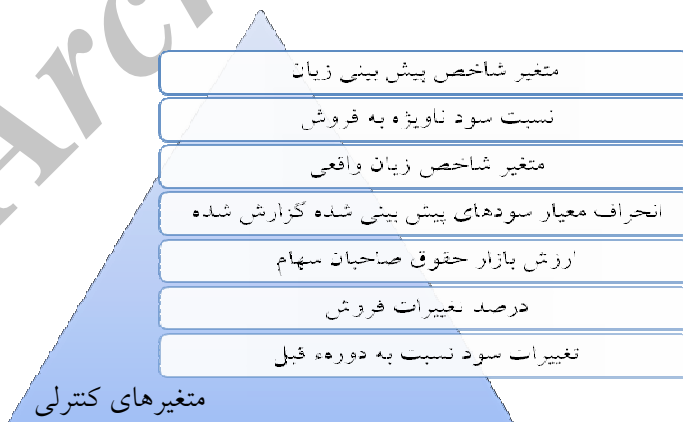 متغیر شاخص پیش بینی زیان
نسبت سود ناویژه به فروش
متغیر شاخص زیان واقعی
انحراف معیار سودهای پیش بینی شده گزارش شده
ارزش بازار حقوق صاحبان سهام
درصد تغییرات فروش
تغییرات سود نسبت به دوره‌ء قبل
متغیرهای کنترلی